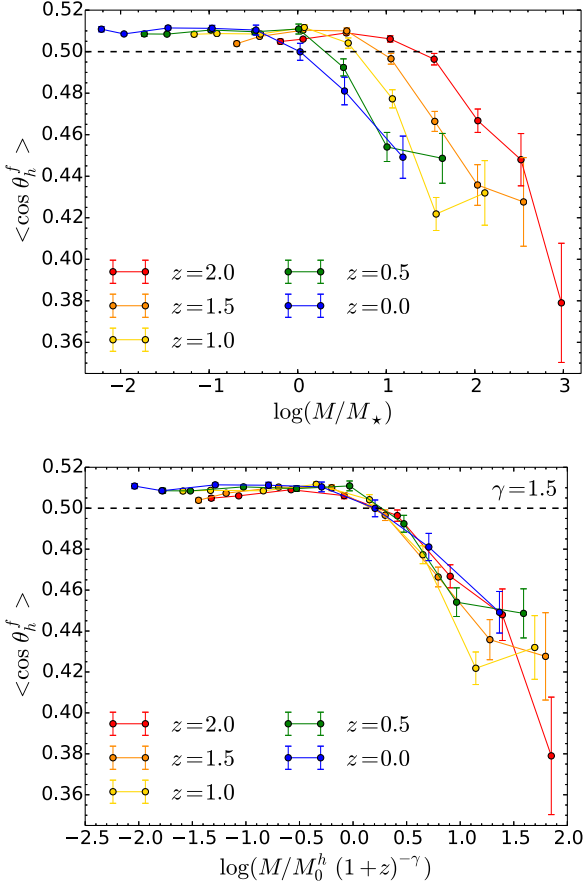 0.52
0.50
0.48
0.46
0.44
0.42
0.40
0.38
0.36
<cos θ_h^f>
z=2.0
z=1.5
z=1.0
z=0.5
z=0.0
−2 −1 0 1 2 3
log(M/M⋆)
0.52
0.50
0.48
0.46
0.44
0.42
0.40
0.38
0.36
<cos θ_h^f>
γ=1.5
z=2.0
z=1.5
z=1.0
z=0.5
z=0.0
−2.5 −2.0 −1.5 −1.0 −0.5 0.0 0.5 1.0 1.5 2.0
log(M/M_0^h (1+z)^{−γ})